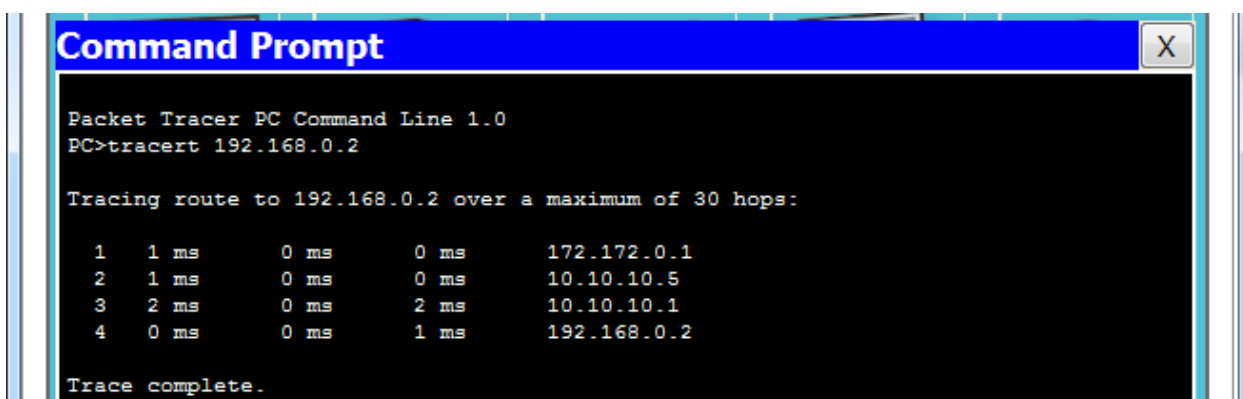 Command Prompt
X
Packet Tracer PC Command Line 1.0
PC>tracert 192.168.0.2
Tracing route to 192.168.0.2 over a maximum of 30 hops:
1 1 ms 0 ms 0 ms 172.172.0.1
2 1 ms 0 ms 0 ms 10.10.10.5
3 2 ms 0 ms 2 ms 10.10.10.1
4 0 ms 0 ms 1 ms 192.168.0.2
Trace complete.